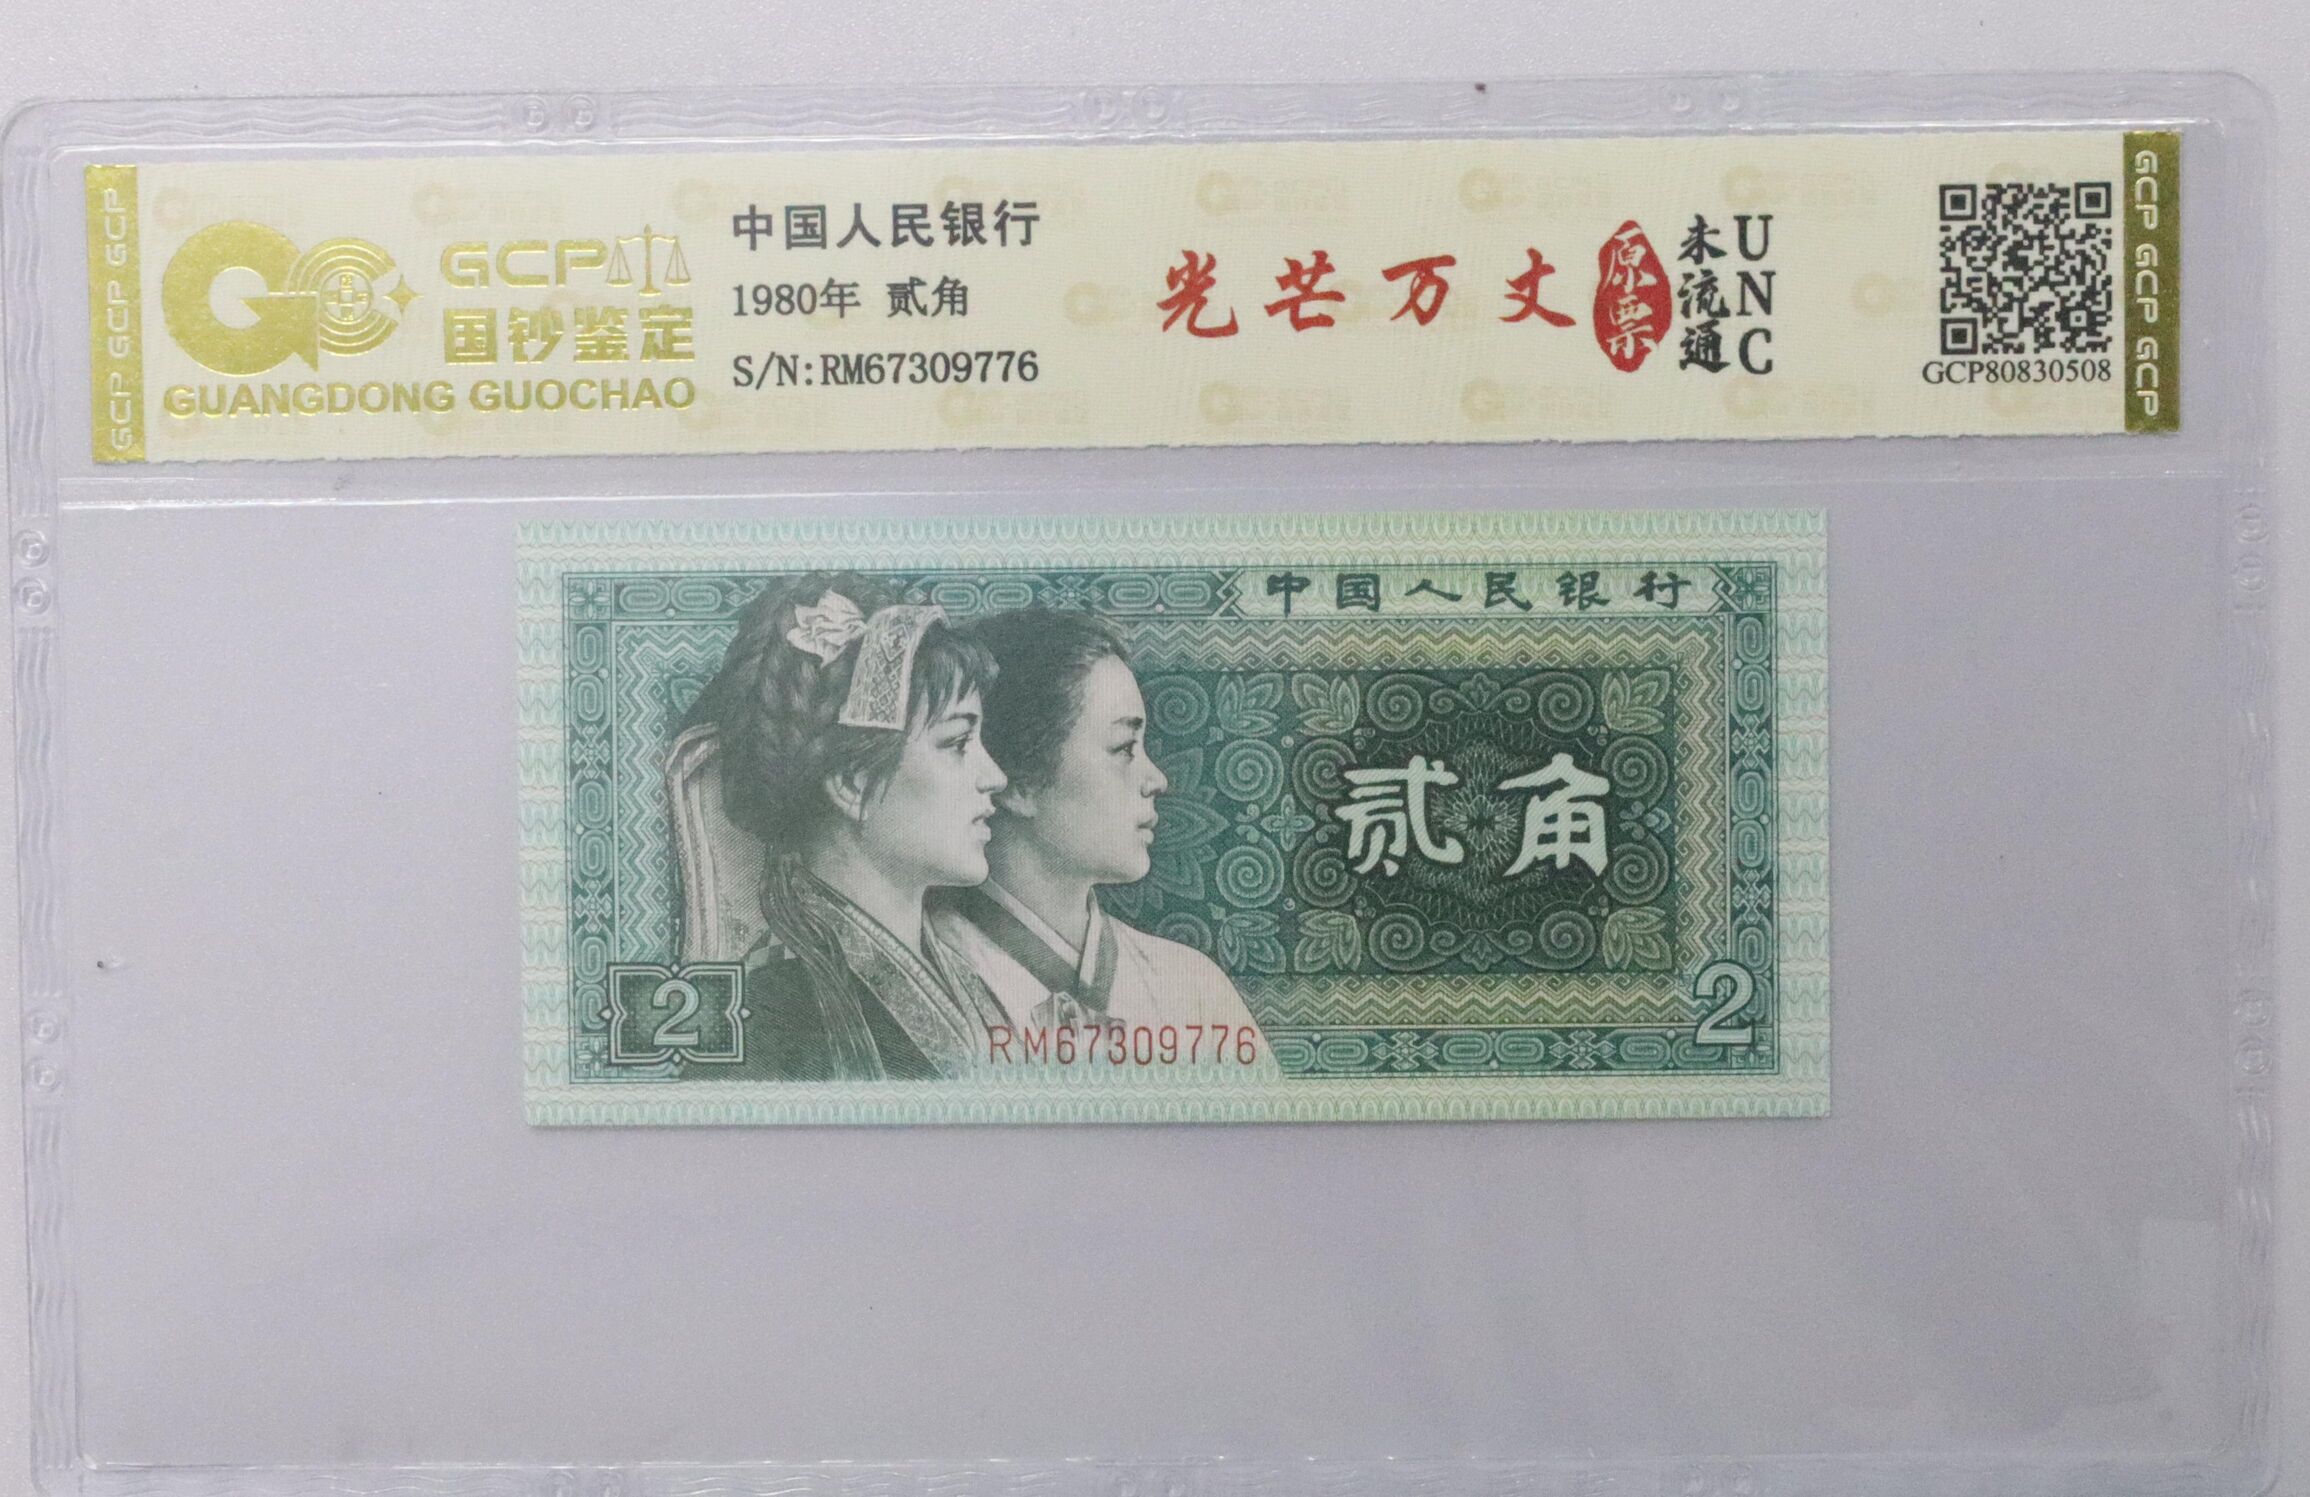 GCP GCP GCP
GCP
国钞鉴定
GUANGDONG GUOCHAO
中国人民银行
1980年 贰角
S/N:RM67309776
光芒万丈
原票
未流通
UNC
GCP80830508
GCP GCP GCP
中国人民银行
贰角
2
RM67309776
2